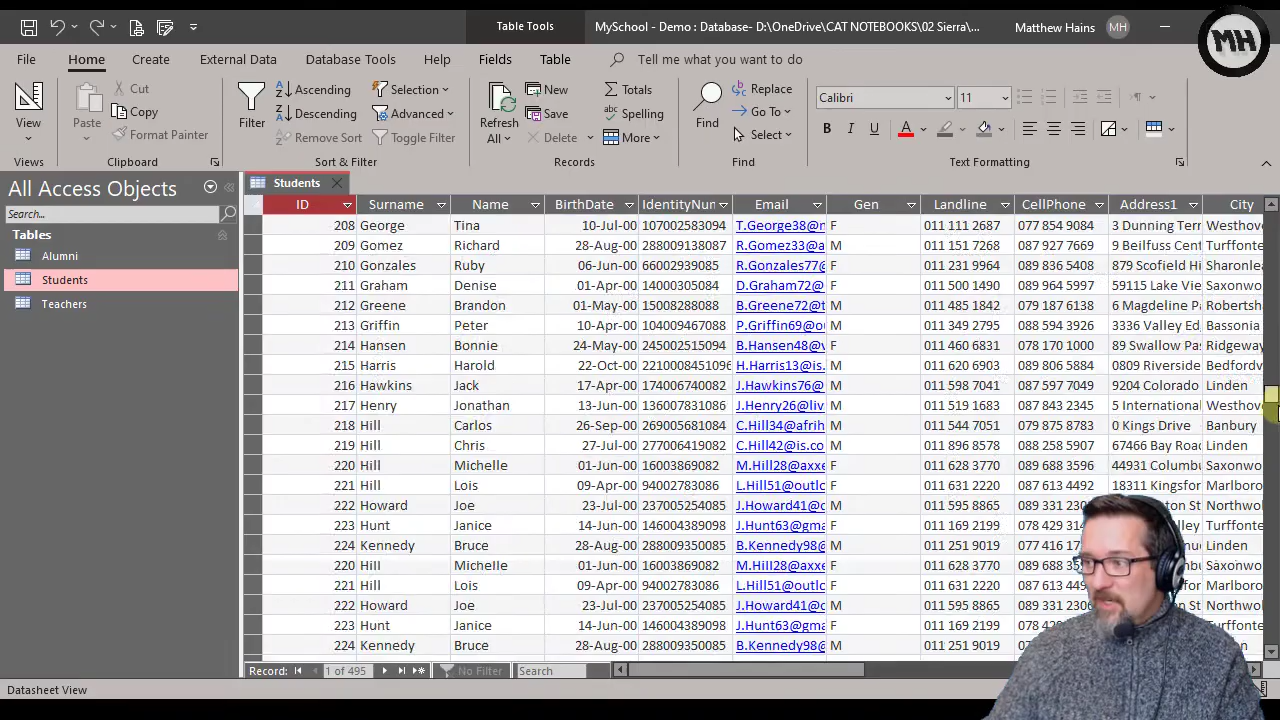 Table Tools
MySchool - Demo : Database- D:\OneDrive\CAT NOTEBOOKS\02 Sierra\...
Matthew Hains
MH
MH
File Home Create External Data Database Tools Help Fields Table Tell me what you want to do
View
Views
Paste
Cut
Copy
Format Painter
Clipboard
Filter
Ascending
Descending
Remove Sort
Selection
Advanced
Toggle Filter
Sort & Filter
Refresh
All
New
Save
Delete
Totals
Spelling
More
Records
Find
Replace
Go To
Select
Find
Calibri 11
B I U A
Text Formatting
All Access Objects
Search...
Tables
Alumni
Students
Teachers
Students
ID Surname Name BirthDate IdentityNum Email Gen Landline CellPhone Address1 City
208 George Tina 10-Jul-00 107002583094 T.George38@n F 011 111 2687 077 854 9084 3 Dunning Terr Westhov
209 Gomez Richard 28-Aug-00 288009138087 R.Gomez33@a M 011 151 7268 087 927 7669 9 Beilfuss Cent Turffonte
210 Gonzales Ruby 06-Jun-00 66002939085 R.Gonzales77@ F 011 231 9964 089 836 5408 879 Scofield Hi Sharonlea
211 Graham Denise 01-Apr-00 14000305084 D.Graham72@ F 011 500 1490 089 964 5997 59115 Lake Vie Saxonwo
212 Greene Brandon 01-May-00 15008288088 B.Greene72@t M 011 485 1842 079 187 6138 6 Magdeline P Robertsh
213 Griffin Peter 10-Apr-00 104009467088 P.Griffin69@ou M 011 349 2795 088 594 3926 3336 Valley Ed Bassonia
214 Hansen Bonnie 24-May-00 245002515094 B.Hansen48@v F 011 460 6831 078 170 1000 89 Swallow Pas Ridgeway
215 Harris Harold 22-Oct-00 2210008451096 H.Harris13@is. M 011 620 6903 089 806 5884 0809 Riverside Bedfordv
216 Hawkins Jack 17-Apr-00 174006740082 J.Hawkins76@ M 011 598 7041 087 597 7049 9204 Colorado Linden
217 Henry Jonathan 13-Jun-00 136007831086 J.Henry26@liv M 011 519 1683 087 843 2345 5 International Westhov
218 Hill Carlos 26-Sep-00 269005608086 C.Hill34@afrih M 011 544 7051 079 875 8783 0 Kings Drive Banbury
219 Hill Chris 27-Jul-00 277006419085 C.Hill42@is.co M 011 896 8578 088 258 5907 67466 Bay Road Linden
220 Hill Michelle 01-Jun-00 16003869082 M.Hill28@axxe F 011 628 3770 089 688 3596 44931 Columbu Saxonwo
221 Hill Lois 09-Apr-00 94002783086 L.Hill51@outlo F 011 631 2220 087 613 4492 18311 Kingsfor Marlboro
222 Howard Joe 23-Jul-00 237005254085 J.Howard41@c M 011 595 8865 089 331 Northwol
223 Hunt Janice 14-Jun-00 146004389098 J.Hunt63@gma F 011 169 2199 078 429 Turffonte
224 Kennedy Bruce 28-Aug-00 288009350085 B.Kennedy98@ M 011 251 9019 077 416 Linden
220 Hill Michelle 01-Jun-00 16003869082 M.Hill28@axxe F 011 628 3770 089 688 Saxonwo
221 Hill Lois 09-Apr-00 94002783086 L.Hill51@outlo F 011 631 2220 087 613 Marlboro
222 Howard Joe 23-Jul-00 237005254085 J.Howard41@c M 011 595 8865 089 331 2306
223 Hunt Janice 14-Jun-00 146004389098 J.Hunt63@gma F 011 169 2199 078 429
224 Kennedy Bruce 28-Aug-00 288009350085 B.Kennedy98@ M 011 251 9019 077 416
Record: 1 of 495 No Filter Search
Datasheet View